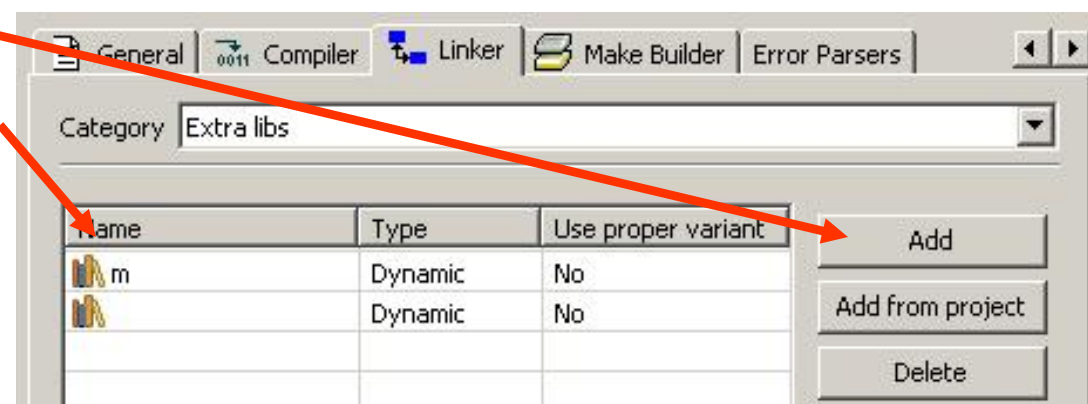 General Compiler Linker Make Builder Error Parsers
Category Extra libs
Name Type Use proper variant
Add
m Dynamic No
Dynamic No
Add from project
Delete